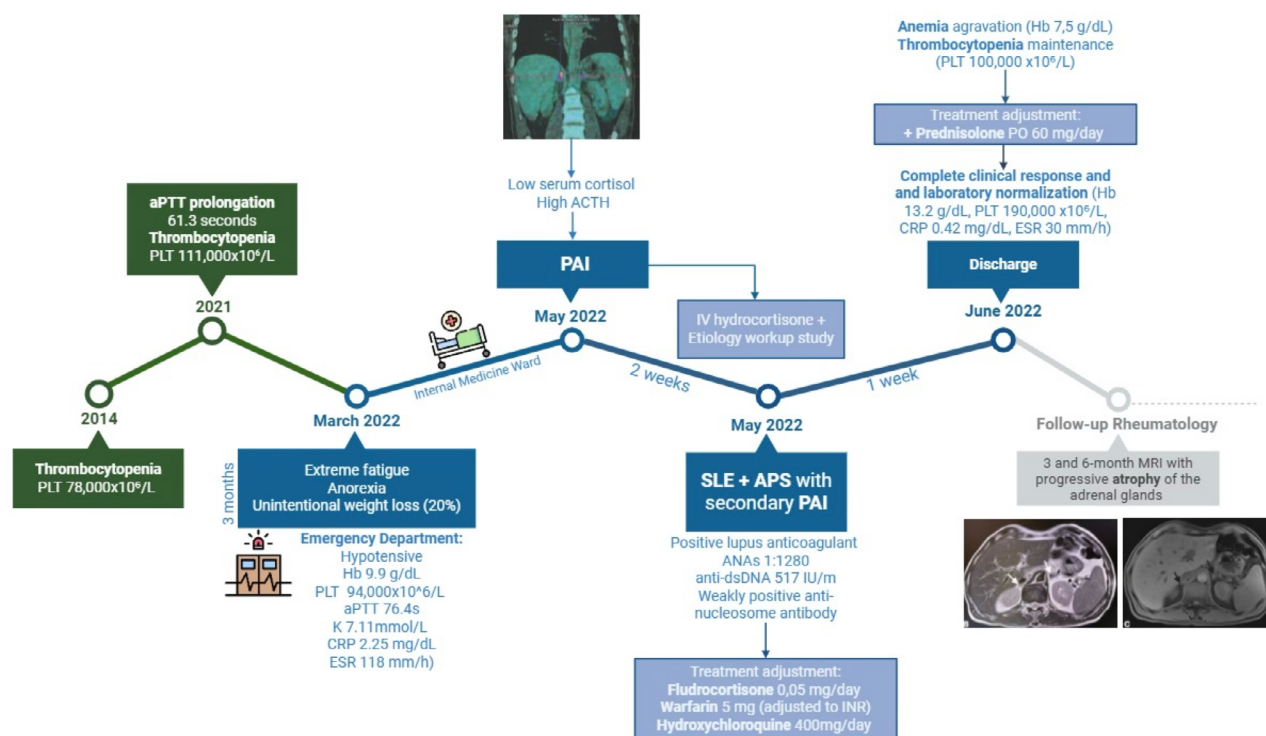 2014
Thrombocytopenia
PLT 78,000x10⁶/L
aPTT prolongation
61.3 seconds
Thrombocytopenia
PLT 111,000x10⁶/L
2021
March 2022
3 months
Extreme fatigue
Anorexia
Unintentional weight loss (20%)
Emergency Department:
Hypotensive
Hb 9.9 g/dL
PLT 94,000x10^6/L
aPTT 76.4s
K 7.11mmol/L
CRP 2.25 mg/dL
ESR 118 mm/h)
Internal Medicine Ward
Low serum cortisol
High ACTH
PAI
May 2022
IV hydrocortisone +
Etiology workup study
2 weeks
May 2022
SLE + APS with
secondary PAI
Positive lupus anticoagulant
ANAs 1:1280
anti-dsDNA 517 IU/m
Weakly positive anti-
nucleosome antibody
Treatment adjustment:
Fludrocortisone 0,05 mg/day
Warfarin 5 mg (adjusted to INR)
Hydroxychloroquine 400mg/day
1 week
Anemia agravation (Hb 7,5 g/dL)
Thrombocytopenia maintenance
(PLT 100,000 x10⁶/L)
Treatment adjustment:
+ Prednisolone PO 60 mg/day
Complete clinical response and
and laboratory normalization (Hb
13.2 g/dL, PLT 190,000 x10⁶/L,
CRP 0.42 mg/dL, ESR 30 mm/h)
Discharge
June 2022
Follow-up Rheumatology
3 and 6-month MRI with
progressive atrophy of the
adrenal glands
B
C